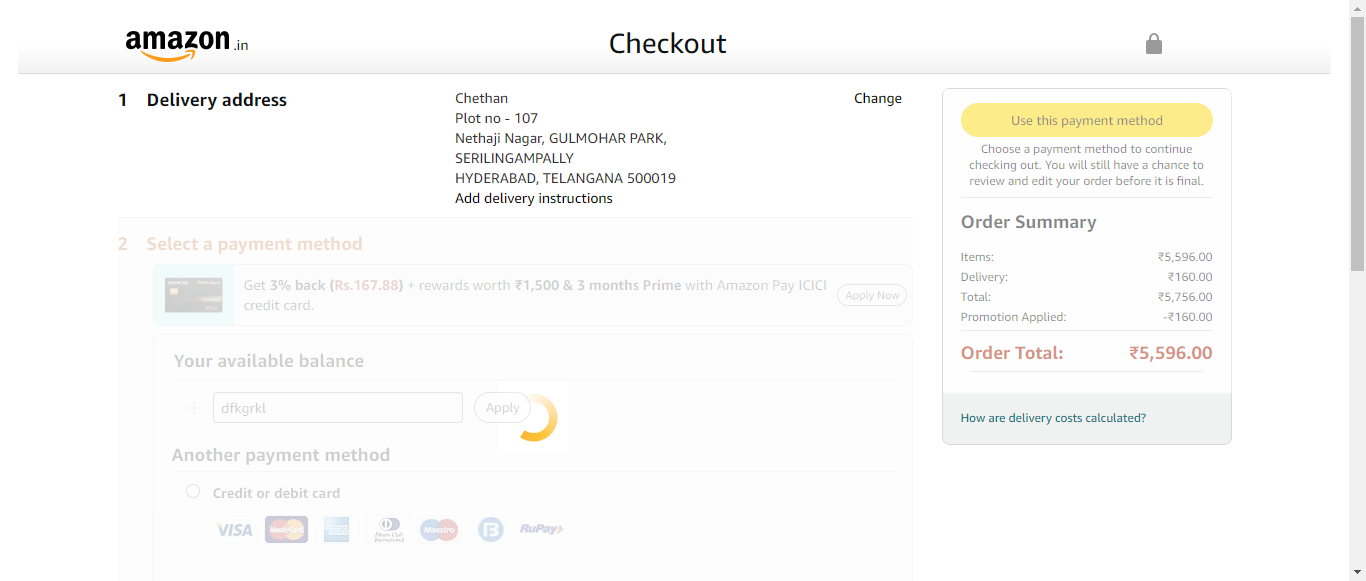 amazon.in
Checkout
1 Delivery address
Chethan
Plot no - 107
Nethaji Nagar, GULMOHAR PARK,
SERILINGAMPALLY
HYDERABAD, TELANGANA 500019
Add delivery instructions
Change
2 Select a payment method
Get 3% back (Rs.167.88) + rewards worth ₹1,500 & 3 months Prime with Amazon Pay ICICI
credit card.
Apply Now
Your available balance
dfkgrkl
Apply
Another payment method
Credit or debit card
VISA
MasterCard
Diners Club
International
Maestro
RuPay
Use this payment method
Choose a payment method to continue
checking out. You will still have a chance to
review and edit your order before it is final.
Order Summary
Items: ₹5,596.00
Delivery: ₹160.00
Total: ₹5,756.00
Promotion Applied: -₹160.00
Order Total: ₹5,596.00
How are delivery costs calculated?